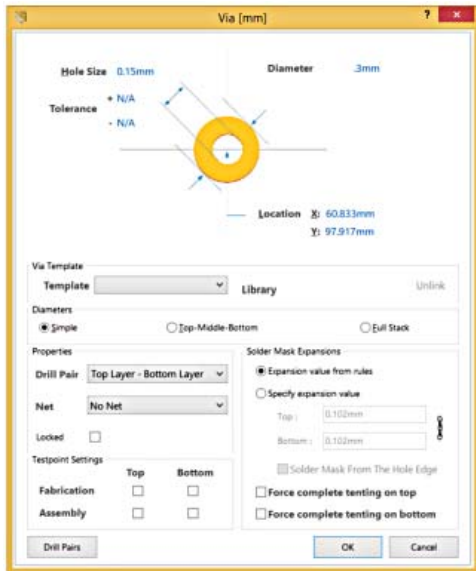 Via [mm]
? ×
Hole Size 0.15mm
Diameter .3mm
Tolerance
+ N/A
- N/A
Location X: 60.833mm
Y: 97.917mm
Via Template
Template
Library
Unlink
Diameters
Simple
Top-Middle-Bottom
Full Stack
Properties
Drill Pair Top Layer - Bottom Layer
Net No Net
Locked
Testpoint Settings
Top Bottom
Fabrication
Assembly
Solder Mask Expansions
Expansion value from rules
Specify expansion value
Top : 0.102mm
Bottom : 0.102mm
Solder Mask From The Hole Edge
Force complete tenting on top
Force complete tenting on bottom
Drill Pairs
OK
Cancel